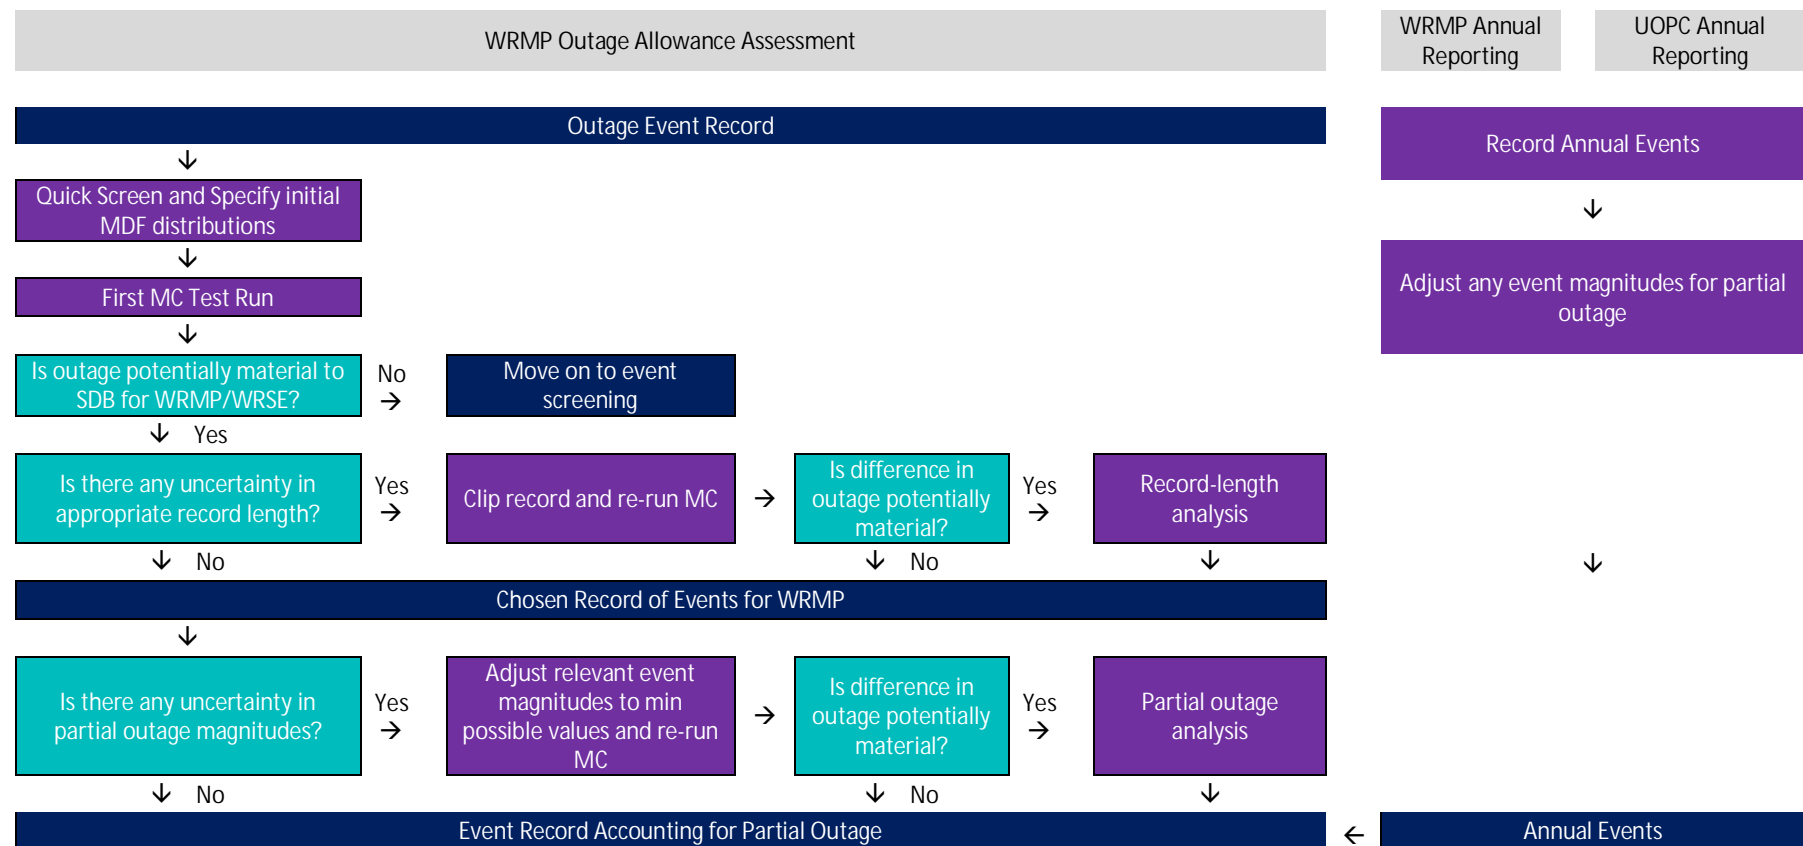 WRMP Outage Allowance Assessment
WRMP Annual
Reporting
UOPC Annual
Reporting
Outage Event Record
Record Annual Events
↓
Quick Screen and Specify initial
MDF distributions
↓
↓
First MC Test Run
Adjust any event magnitudes for partial
outage
↓
Is outage potentially material to
SDB for WRMP/WRSE?
No
→
Move on to event
screening
↓ Yes
Is there any uncertainty in
appropriate record length?
Yes
→
Clip record and re-run MC
→
Is difference in
outage potentially
material?
Yes
→
Record-length
analysis
↓ No
↓ No
↓
↓
Chosen Record of Events for WRMP
↓
Is there any uncertainty in
partial outage magnitudes?
Yes
→
Adjust relevant event
magnitudes to min
possible values and re-run
MC
→
Is difference in
outage potentially
material?
Yes
→
Partial outage
analysis
↓ No
↓ No
↓
Event Record Accounting for Partial Outage
←
Annual Events